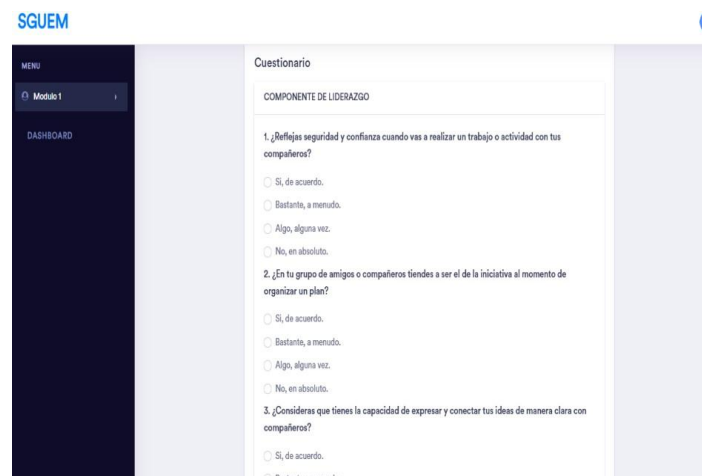 SGUEM
MENU
Modulo 1
DASHBOARD
Cuestionario
COMPONENTE DE LIDERAZGO
1. ¿Reflejas seguridad y confianza cuando vas a realizar un trabajo o actividad con tus
compañeros?
Si, de acuerdo.
Bastante, a menudo.
Algo, alguna vez.
No, en absoluto.
2. ¿En tu grupo de amigos o compañeros tiendes a ser el de la iniciativa al momento de
organizar un plan?
Si, de acuerdo.
Bastante, a menudo.
Algo, alguna vez.
No, en absoluto.
3. ¿Consideras que tienes la capacidad de expresar y conectar tus ideas de manera clara con
compañeros?
Si, de acuerdo.